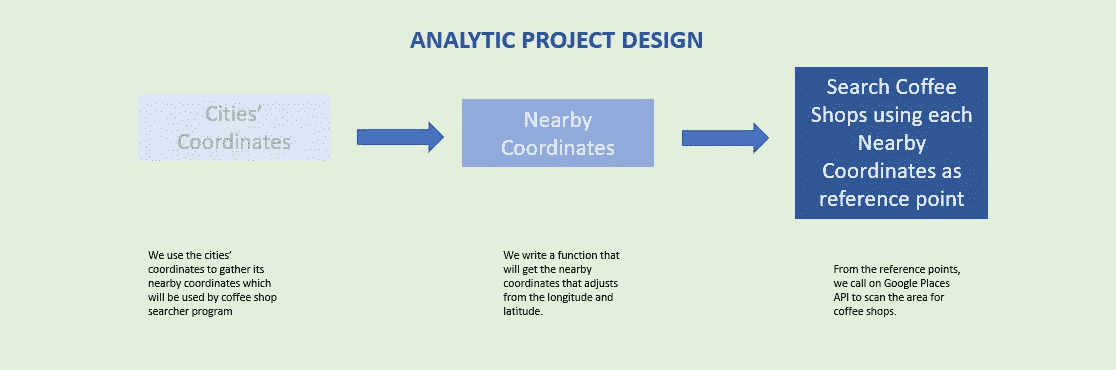 ANALYTIC PROJECT DESIGN
Cities'
Coordinates
Nearby
Coordinates
Search Coffee
Shops using each
Nearby
Coordinates as
reference point
We use the cities'
coordinates to gather its
nearby coordinates which
will be used by coffee shop
searcher program
We write a function that
will get the nearby
coordinates that adjusts
from the longitude and
latitude.
From the reference points,
we call on Google Places
API to scan the area for
coffee shops.